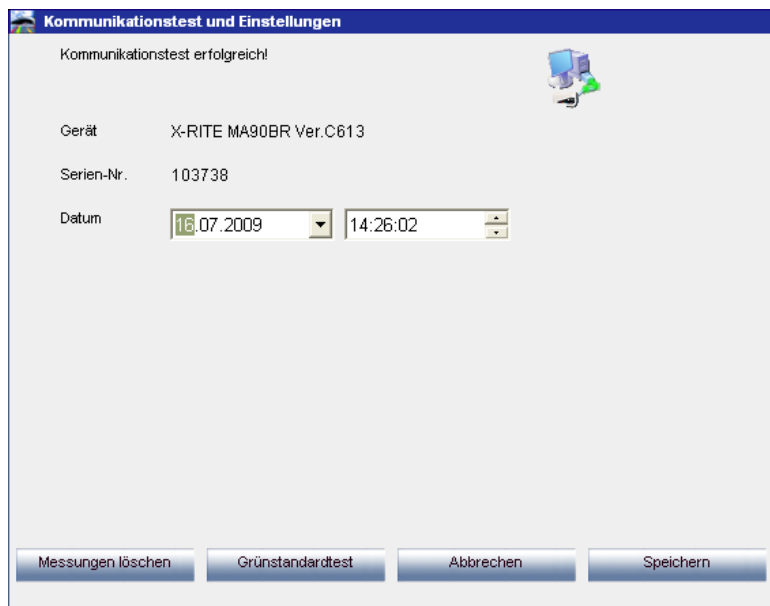 Kommunikationstest und Einstellungen
Kommunikationstest erfolgreich!
Gerät X-RITE MA90BR Ver.C613
Serien-Nr. 103738
Datum 16.07.2009 14:26:02
Messungen löschen Grünstandardtest Abbrechen Speichern